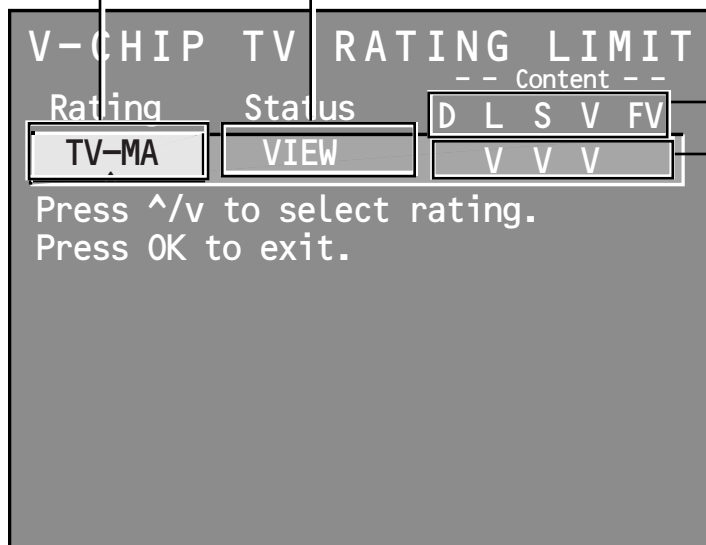 V-CHIP TV RATING LIMIT
-- Content --
Rating Status D L S V FV
TV-MA VIEW V V V
Press ^/v to select rating.
Press OK to exit.